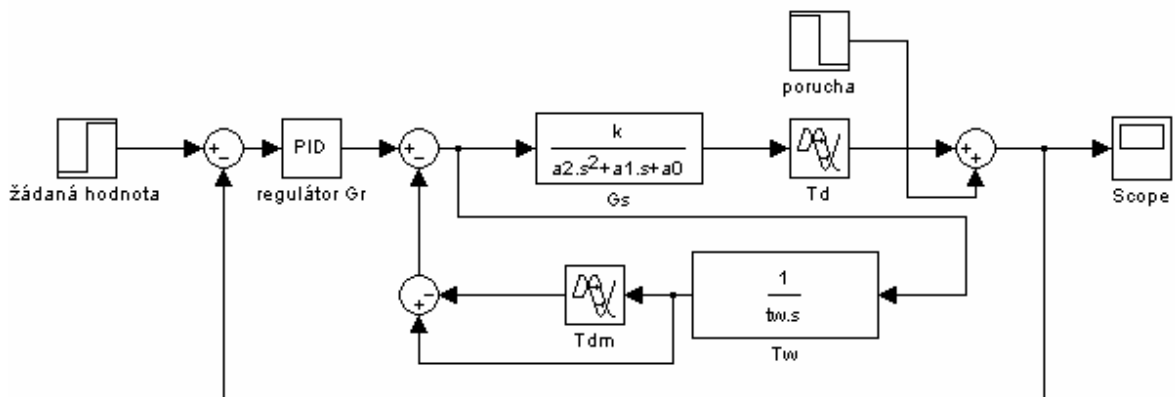 porucha
žádaná hodnota
PID
regulátor Gr
k
a2.s²+a1.s+a0
Gs
Td
Scope
Tdm
1
tw.s
Tw